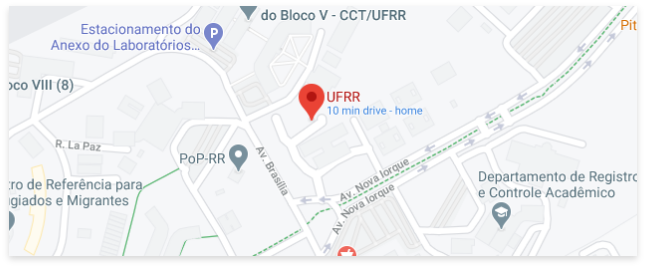 do Bloco V - CCT/UFRR
Estacionamento do
Anexo do Laboratórios...
P
Pit
oco VIII (8)
UFRR
10 min drive - home
R. La Paz
PoP-RR
Av. Brasília
Av. Nova Iorque
Av. Nova Iorque
tro de Referência para
ugiados e Migrantes
Departamento de Registro
e Controle Acadêmico